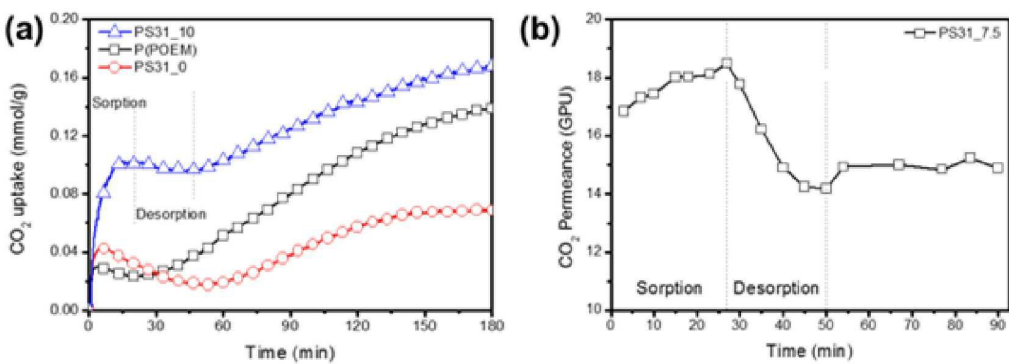 (a)
CO2 uptake (mmol/g)
0.20
0.16
0.12
0.08
0.04
0.00
PS31_10
P(POEM)
PS31_0
Sorption
Desorption
0 30 60 90 120 150 180
Time (min)
(b)
CO2 Permeance (GPU)
20
18
16
14
12
10
PS31_7.5
Sorption Desorption
0 10 20 30 40 50 60 70 80 90
Time (min)